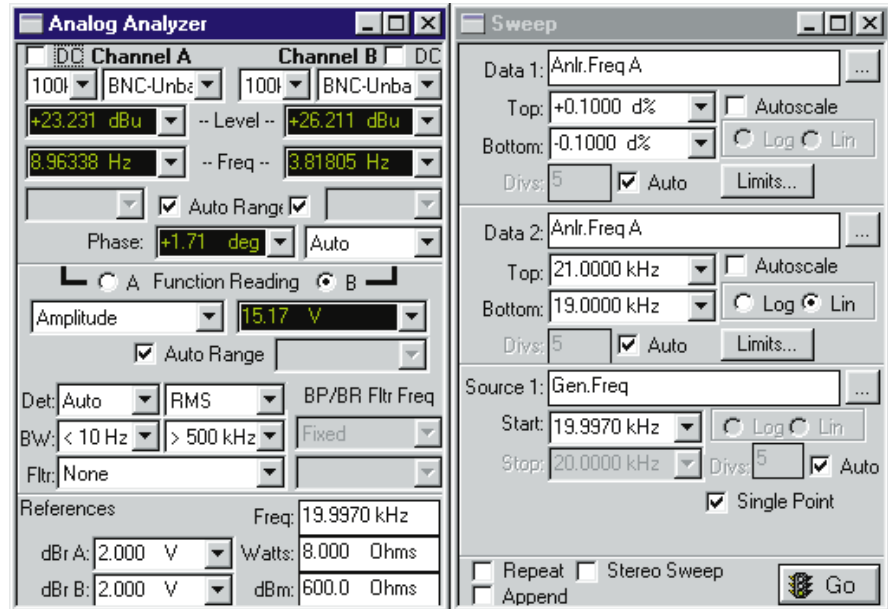 Analog Analyzer
DC Channel A Channel B DC
100k BNC-Unba 100k BNC-Unba
+23.231 dBu -- Level -- +26.211 dBu
8.96338 Hz -- Freq -- 3.81805 Hz
Auto Range
Phase: +1.71 deg Auto
A Function Reading B
Amplitude 15.17 V
Auto Range
Det: Auto RMS BP/BR Fltr Freq
BW: < 10 Hz > 500 kHz Fixed
Fltr: None
References Freq: 19.9970 kHz
dBr A: 2.000 V Watts: 8.000 Ohms
dBr B: 2.000 V dBm: 600.0 Ohms
Sweep
Data 1: Anlr.Freq A ...
Top: +0.1000 d% Autoscale
Bottom: -0.1000 d% Log Lin
Divs: 5 Auto Limits...
Data 2: Anlr.Freq A ...
Top: 21.0000 kHz Autoscale
Bottom: 19.0000 kHz Log Lin
Divs: 5 Auto Limits...
Source 1: Gen.Freq ...
Start: 19.9970 kHz Log Lin
Stop: 20.0000 kHz Divs: 5 Auto
Single Point
Repeat Stereo Sweep
Append Go